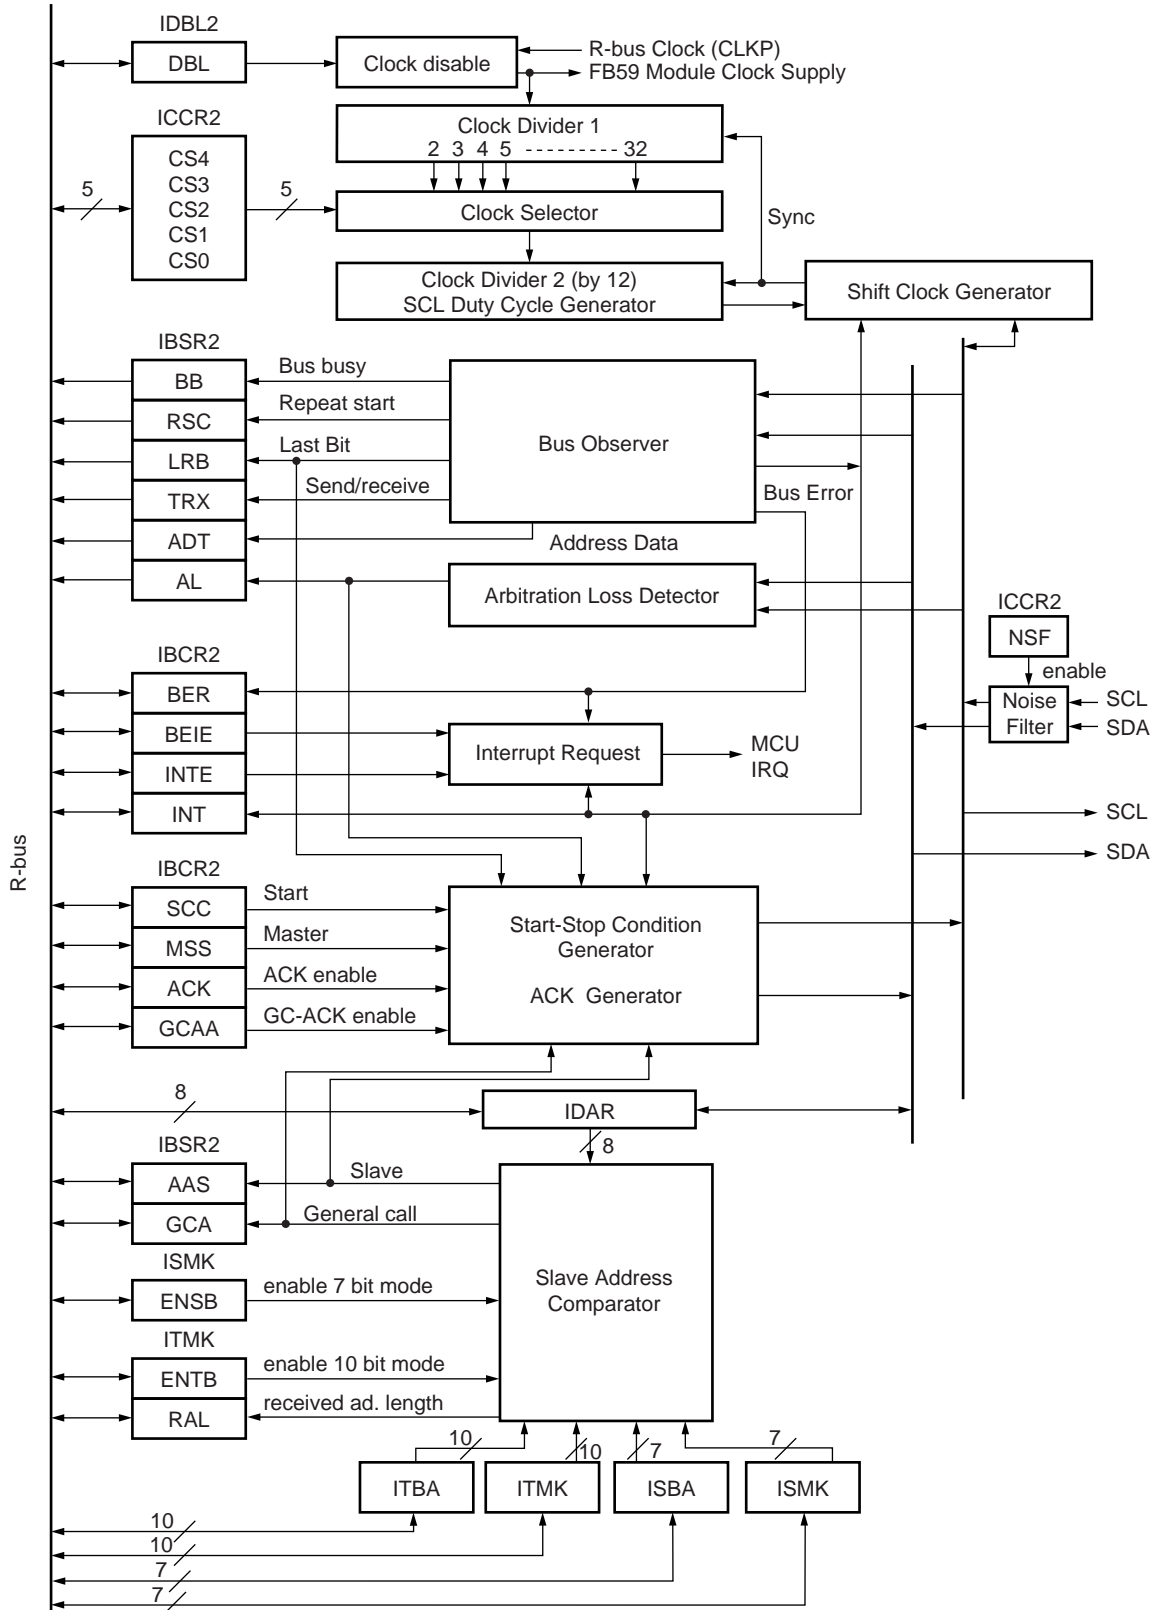 IDBL2
DBL
Clock disable
R-bus Clock (CLKP)
FB59 Module Clock Supply
ICCR2
CS4
CS3
CS2
CS1
CS0
5
5
Clock Divider 1
2 3 4 5 --------- 32
Clock Selector
Sync
Clock Divider 2 (by 12)
SCL Duty Cycle Generator
Shift Clock Generator
IBSR2
BB
RSC
LRB
TRX
ADT
AL
Bus busy
Repeat start
Last Bit
Send/receive
Address Data
Bus Observer
Bus Error
Arbitration Loss Detector
ICCR2
NSF
enable
Noise
Filter
SCL
SDA
IBCR2
BER
BEIE
INTE
INT
Interrupt Request
MCU
IRQ
SCL
SDA
R-bus
IBCR2
SCC
MSS
ACK
GCAA
Start
Master
ACK enable
GC-ACK enable
Start-Stop Condition
Generator
ACK Generator
8
IDAR
8
IBSR2
AAS
GCA
Slave
General call
ISMK
ENSB
enable 7 bit mode
Slave Address
Comparator
ITMK
ENTB
RAL
enable 10 bit mode
received ad. length
10
10
7
7
ITBA
ITMK
ISBA
ISMK
10
10
7
7